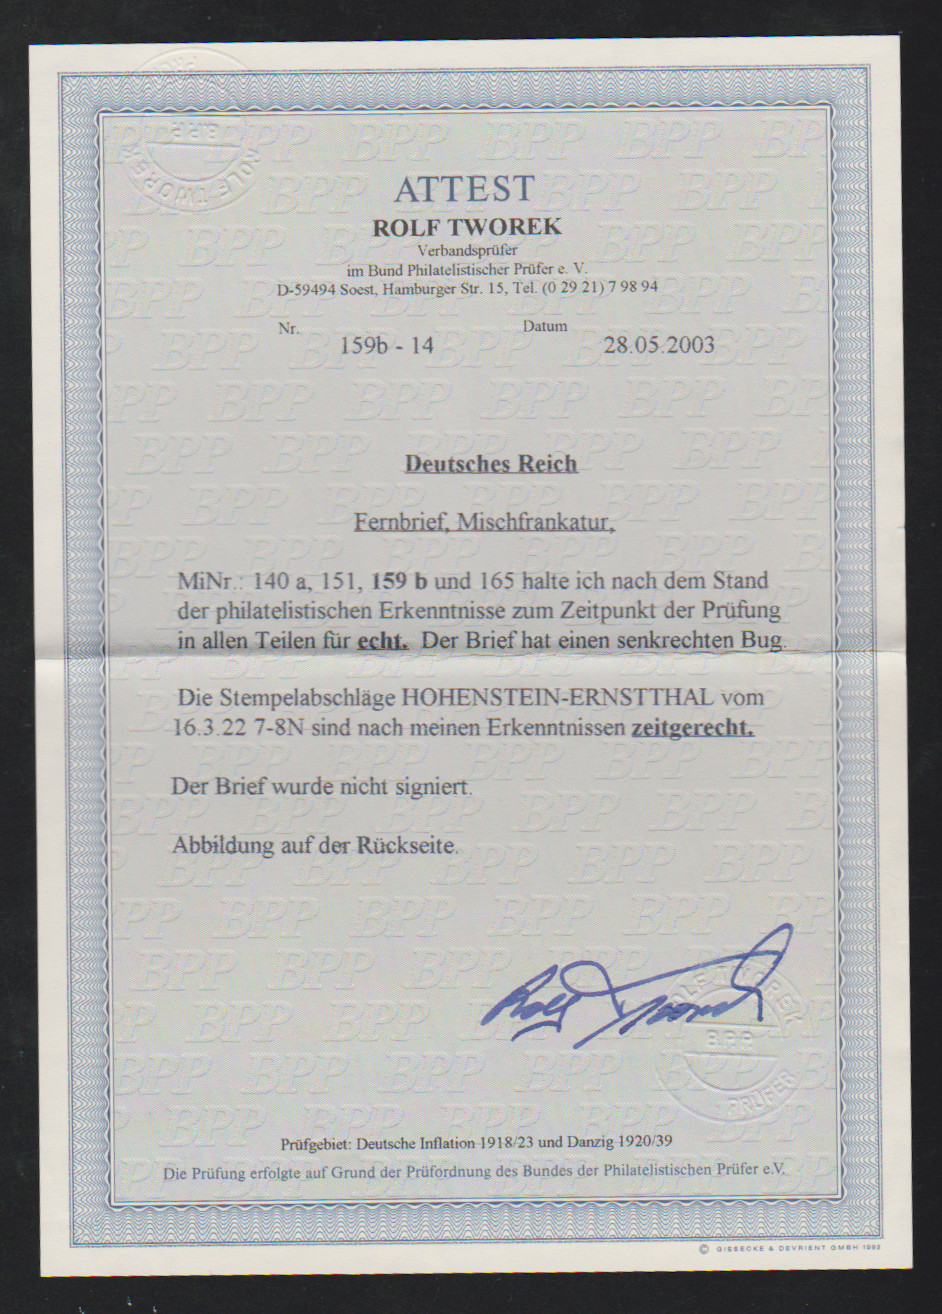 ATTEST
ROLF TWOREK
Verbandsprüfer
im Bund Philatelistischer Prüfer e. V.
D-59494 Soest, Hamburger Str. 15, Tel. (0 29 21) 7 98 94
Nr. 159b - 14 Datum 28.05.2003
Deutsches Reich
Fernbrief, Mischfrankatur,
MiNr.: 140 a, 151, 159 b und 165 halte ich nach dem Stand
der philatelistischen Erkenntnisse zum Zeitpunkt der Prüfung
in allen Teilen für echt. Der Brief hat einen senkrechten Bug.
Die Stempelabschläge HOHENSTEIN-ERNSTTHAL vom
16.3.22 7-8N sind nach meinen Erkenntnissen zeitgerecht.
Der Brief wurde nicht signiert.
Abbildung auf der Rückseite.
Rolf Tworek
ROLF TWOREK
B.P.P.
PRÜFER
Prüfgebiet: Deutsche Inflation 1918/23 und Danzig 1920/39
Die Prüfung erfolgte auf Grund der Prüfordnung des Bundes der Philatelistischen Prüfer e.V.
© GIESECKE & DEVRIENT GMBH 1992